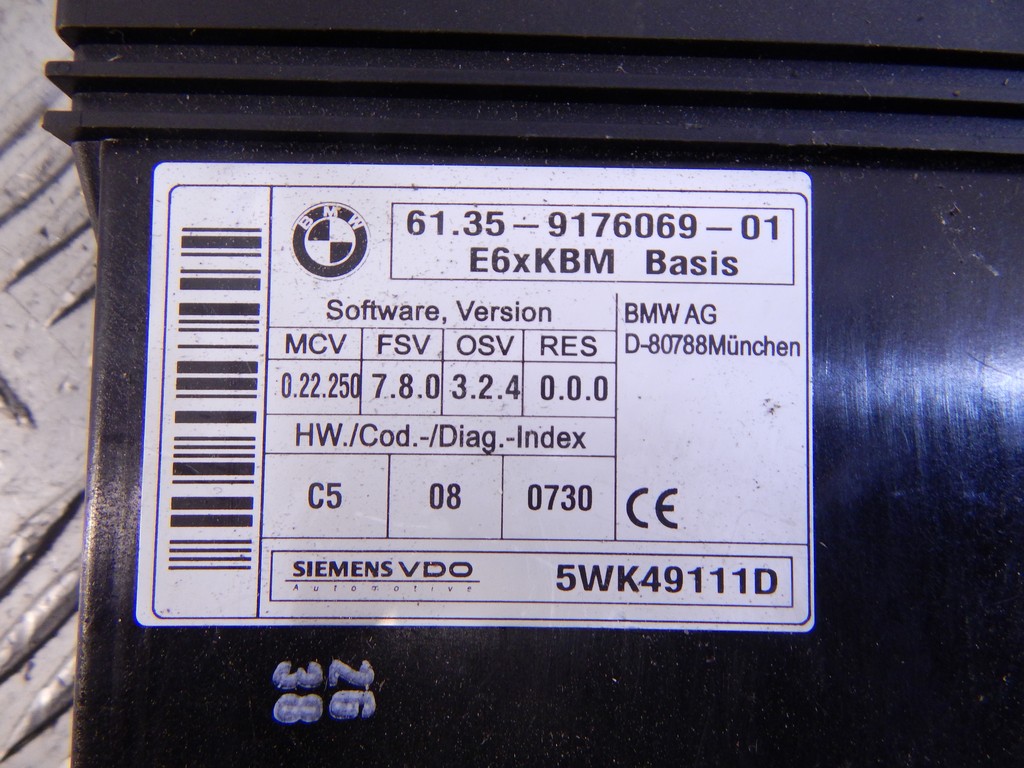 BMW
61.35-9176069-01
E6xKBM Basis
Software, Version
MCV FSV OSV RES
0.22.250 7.8.0 3.2.4 0.0.0
BMW AG
D-80788München
HW./Cod.-/Diag.-Index
C5 08 0730
CE
SIEMENS VDO
Automotive
5WK49111D
26
38